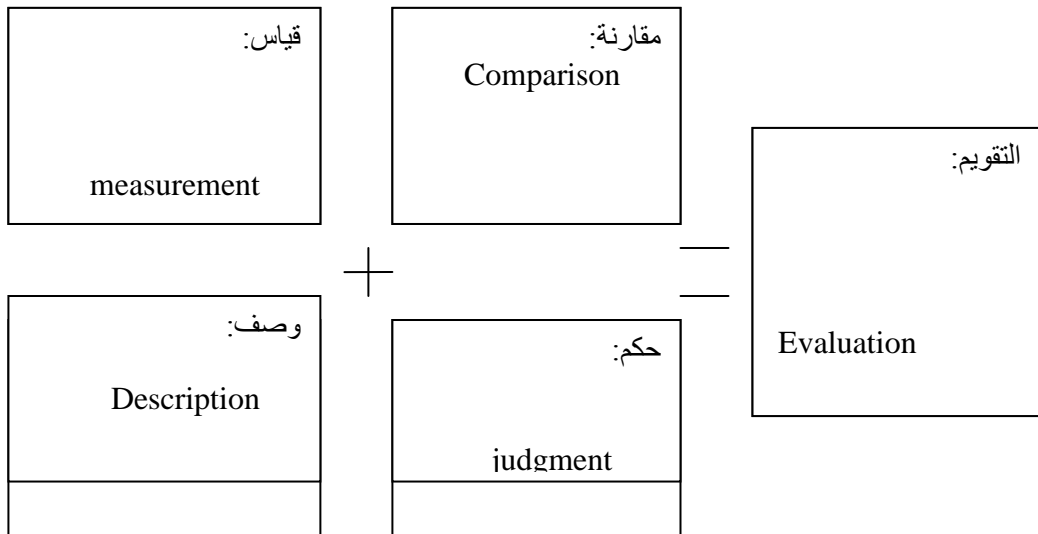 قياس:
measurement
مقارنة:
Comparison
التقويم:
Evaluation
وصف:
Description
حكم:
judgment